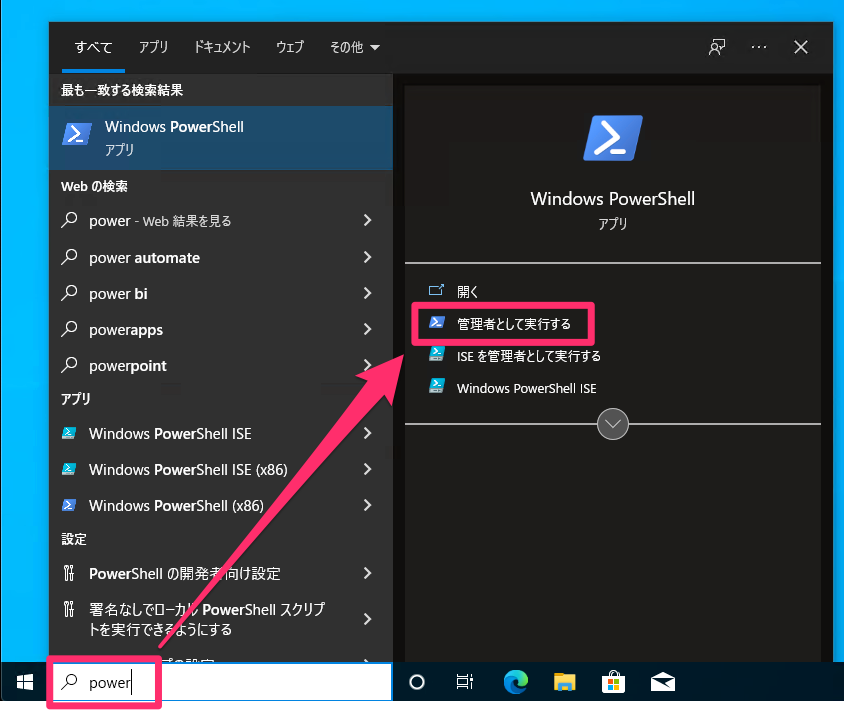 すべて アプリ ドキュメント ウェブ その他
最も一致する検索結果
Windows PowerShell
アプリ
Web の検索
power - Web 結果を見る
power automate
power bi
powerapps
powerpoint
アプリ
Windows PowerShell ISE
Windows PowerShell ISE (x86)
Windows PowerShell (x86)
設定
PowerShell の開発者向け設定
署名なしでローカル PowerShell スクリプ
トを実行できるようにする
power
Windows PowerShell
アプリ
開く
管理者として実行する
ISE を管理者として実行する
Windows PowerShell ISE